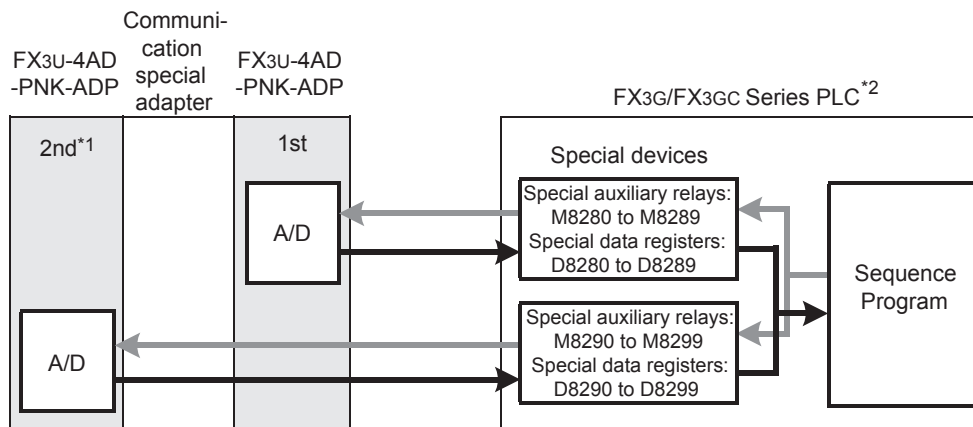 FX3U-4AD
-PNK-ADP
Communi-
cation
special
adapter
FX3U-4AD
-PNK-ADP
FX3G/FX3GC Series PLC*2
2nd*1
1st
A/D
A/D
Special devices
Special auxiliary relays:
M8280 to M8289
Special data registers:
D8280 to D8289
Special auxiliary relays:
M8290 to M8299
Special data registers:
D8290 to D8299
Sequence
Program